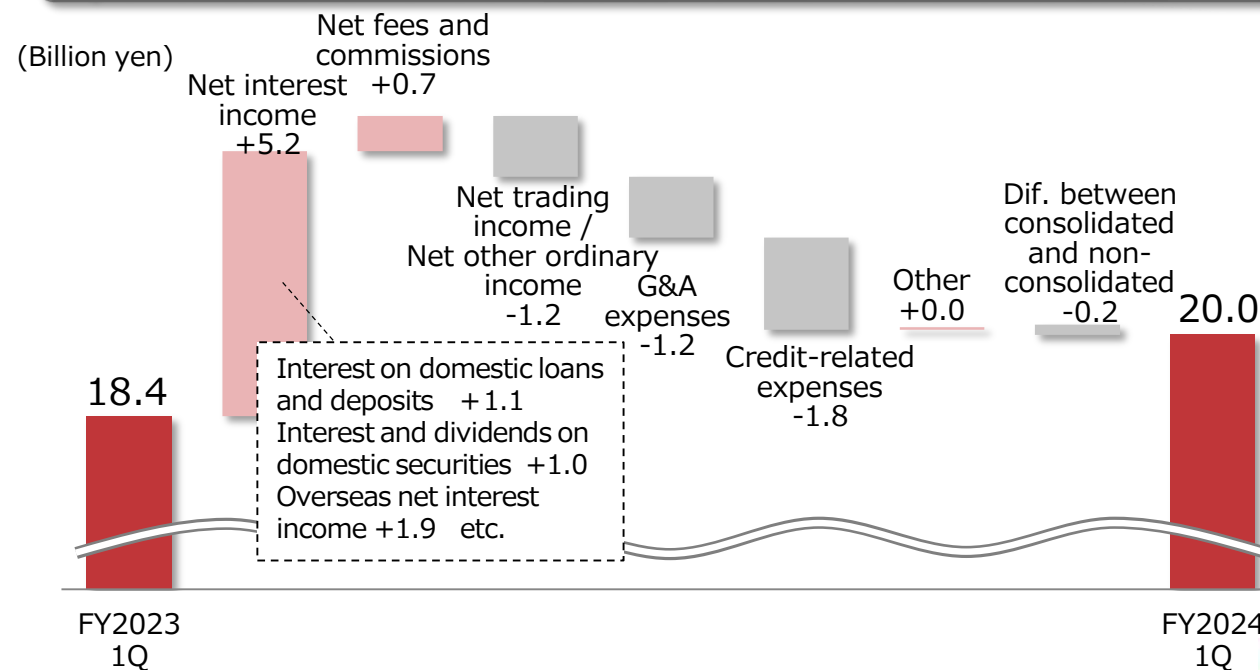 (Billion yen)
Net interest
income
+5.2
Net fees and
commissions
+0.7
Net trading
income /
Net other ordinary
income
-1.2
G&A
expenses
-1.2
Credit-related
expenses
-1.8
Other
+0.0
Dif. between
consolidated
and non-
consolidated
-0.2
18.4
20.0
Interest on domestic loans
and deposits +1.1
Interest and dividends on
domestic securities +1.0
Overseas net interest
income +1.9 etc.
FY2023
1Q
FY2024
1Q